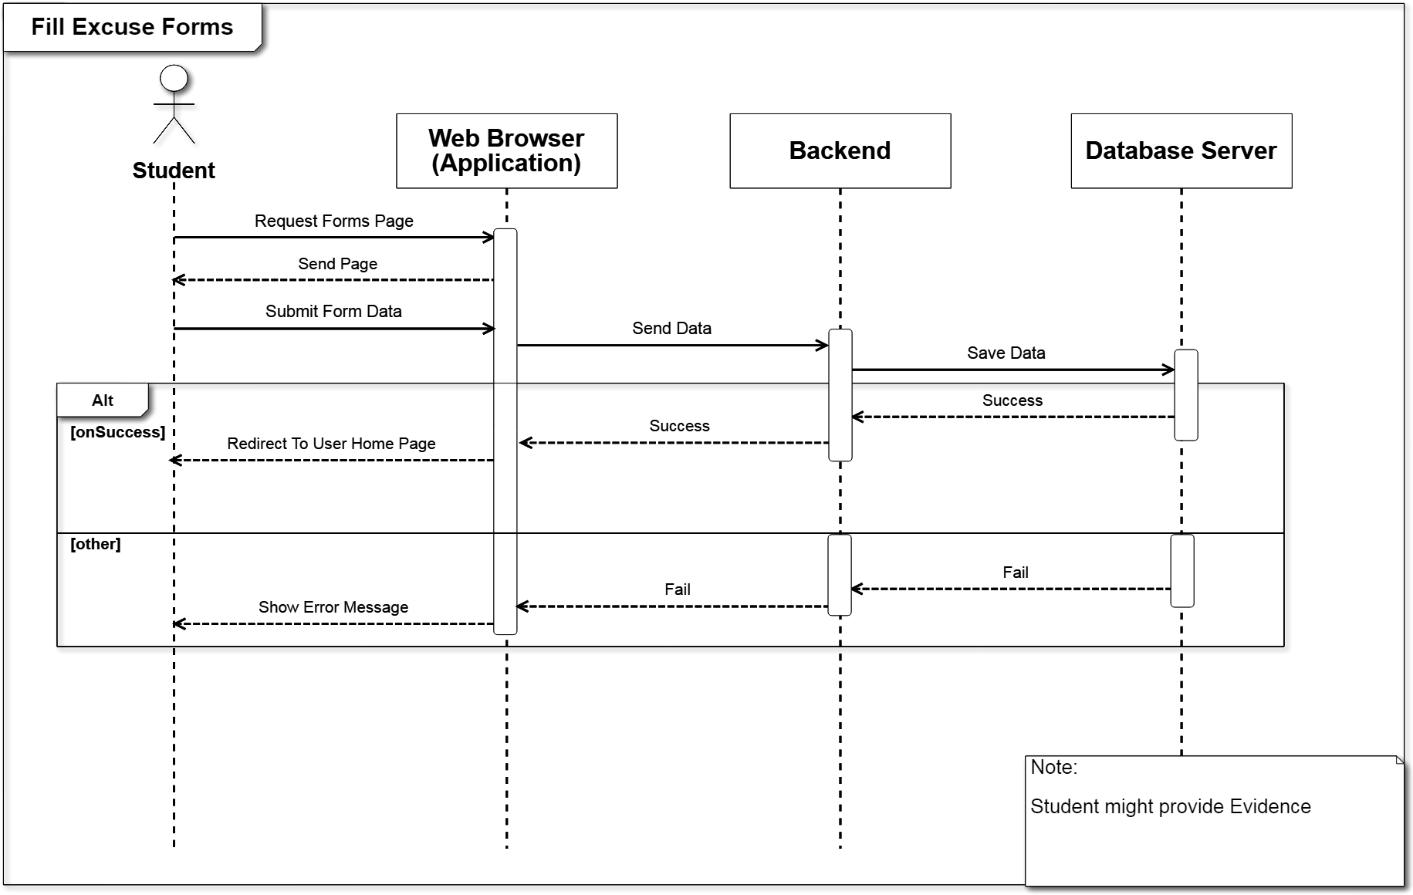 Fill Excuse Forms
Student
Web Browser
(Application)
Backend
Database Server
Request Forms Page
Send Page
Submit Form Data
Send Data
Save Data
Alt
Success
[onSuccess]
Success
Redirect To User Home Page
[other]
Fail
Fail
Show Error Message
Note:
Student might provide Evidence